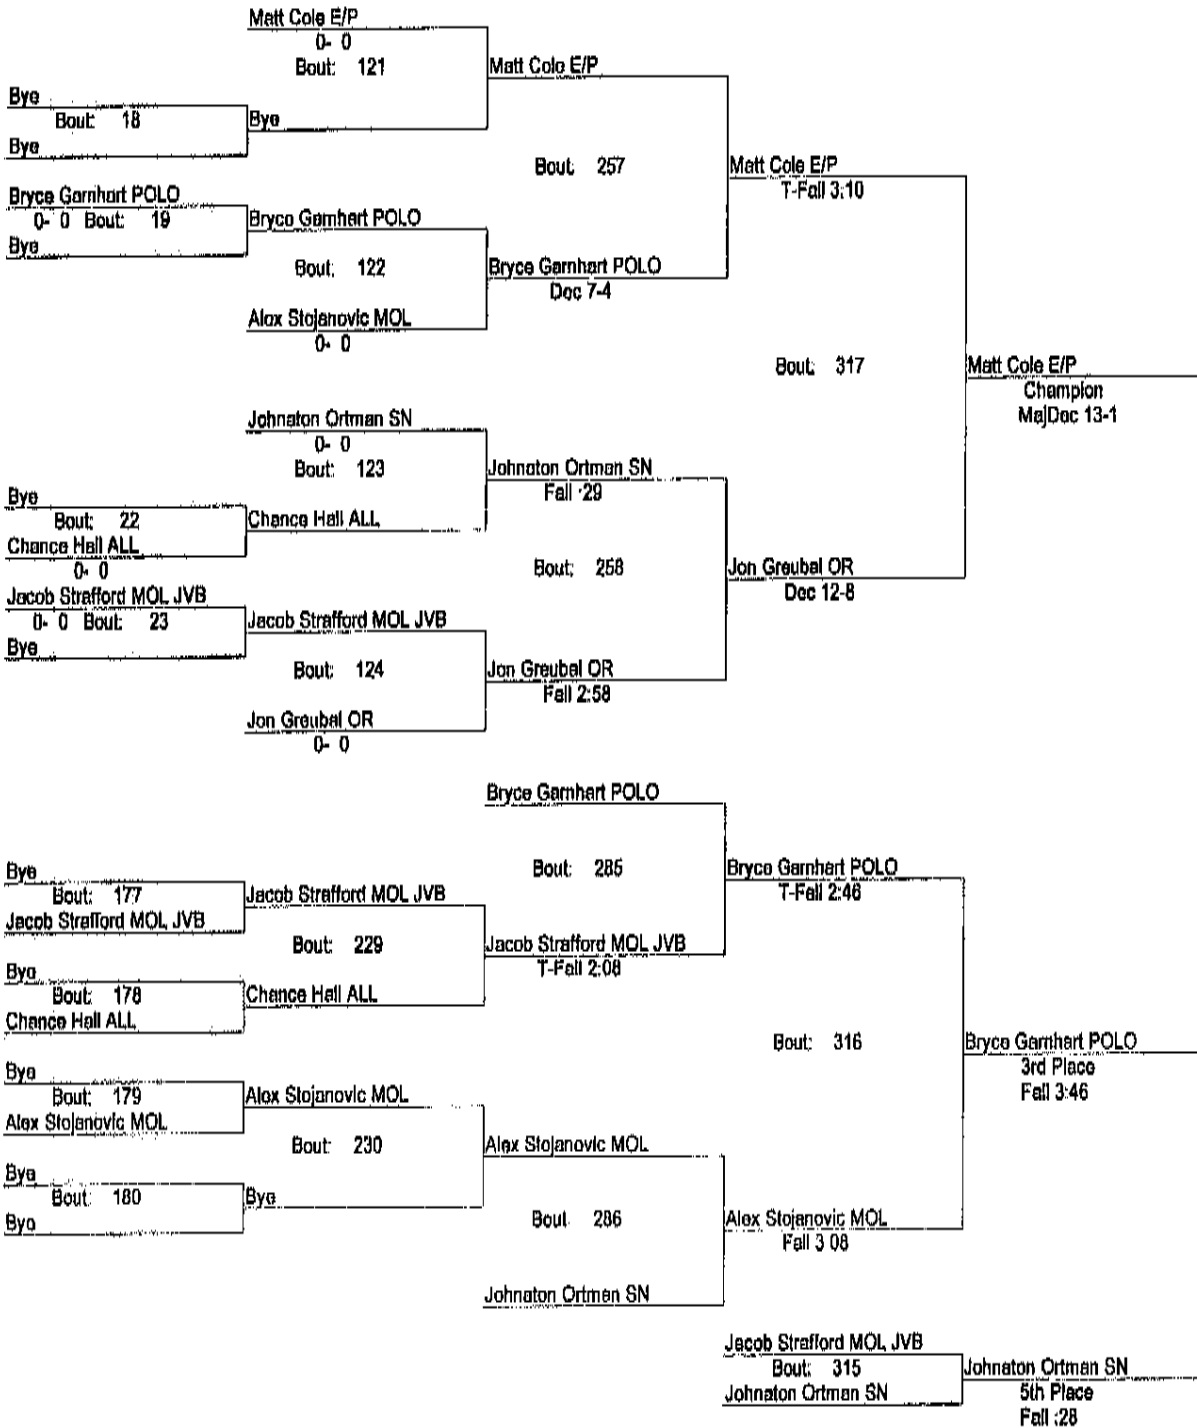 Matt Cole E/P
0- 0
Bout: 121
Matt Cole E/P
Bye
Bout: 18
Bye
Bye
Bout: 257
Matt Cole E/P
T-Fall 3:10
Bryce Garnhart POLO
0- 0 Bout: 19
Bryce Garnhart POLO
Bye
Bout: 122
Bryce Garnhart POLO
Dec 7-4
Alex Stojanovic MOL
0- 0
Bout: 317
Matt Cole E/P
Champion
MajDec 13-1
Johnaton Ortman SN
0- 0
Bout: 123
Johnaton Ortman SN
Fall :29
Bye
Bout: 22
Chance Hall ALL
Chance Hall ALL
0- 0
Bout: 258
Jon Greubel OR
Dec 12-8
Jacob Strafford MOL JVB
0- 0 Bout: 23
Jacob Strafford MOL JVB
Bye
Bout: 124
Jon Greubel OR
Fall 2:58
Jon Greubel OR
0- 0
Bryce Garnhart POLO
Bout: 285
Bryce Garnhart POLO
T-Fall 2:46
Bye
Bout: 177
Jacob Strafford MOL JVB
Jacob Strafford MOL JVB
Bout: 229
Jacob Strafford MOL JVB
T-Fall 2:08
Bye
Bout: 178
Chance Hall ALL
Chance Hall ALL
Bout: 316
Bryce Garnhart POLO
3rd Place
Fall 3:46
Bye
Bout: 179
Alex Stojanovic MOL
Alex Stojanovic MOL
Bout: 230
Alex Stojanovic MOL
Bye
Bout: 180
Bye
Bye
Bout: 286
Alex Stojanovic MOL
Fall 3:08
Johnaton Ortman SN
Jacob Strafford MOL JVB
Bout: 315
Johnaton Ortman SN
Johnaton Ortman SN
5th Place
Fall :28